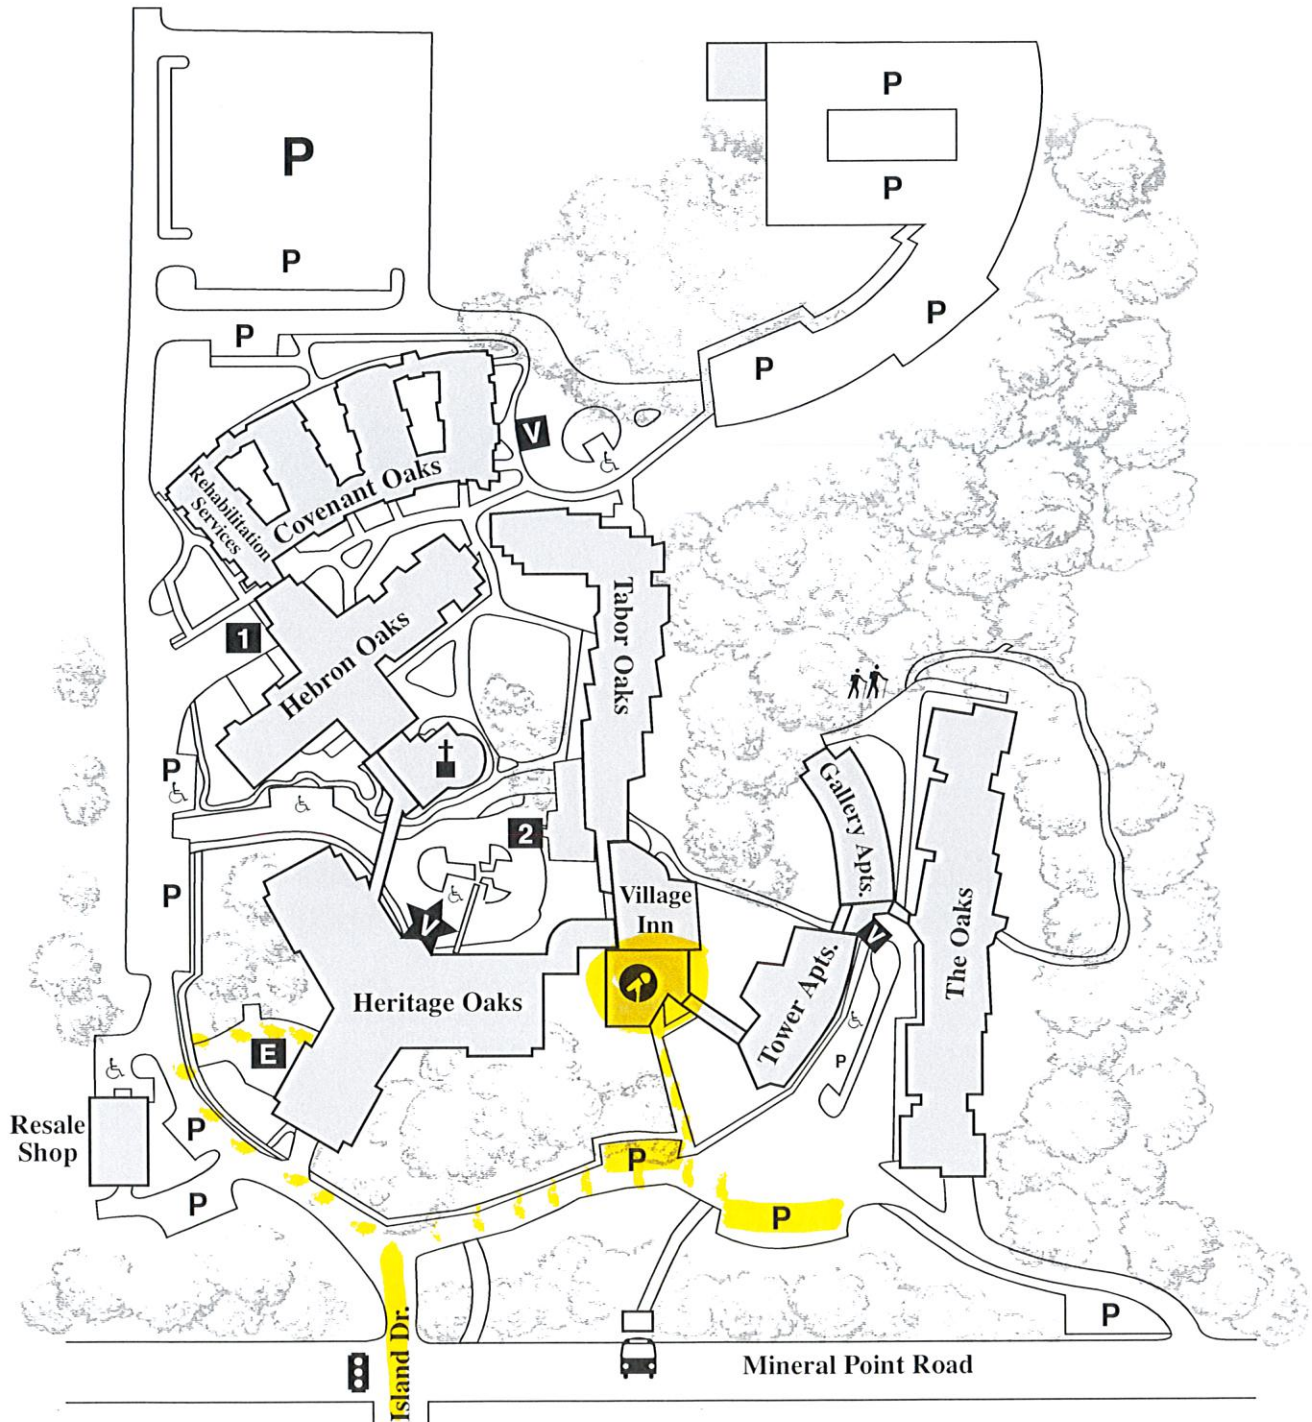 P
P
P
P
P
P
P
V
Rehabilitation
Services
Covenant Oaks
1
Hebron Oaks
Tabor Oaks
P
2
Gallery Apts.
P
V
Village
Inn
V
The Oaks
Heritage Oaks
Tower Apts.
E
P
Resale
Shop
P
P
P
P
P
Island Dr.
Mineral Point Road